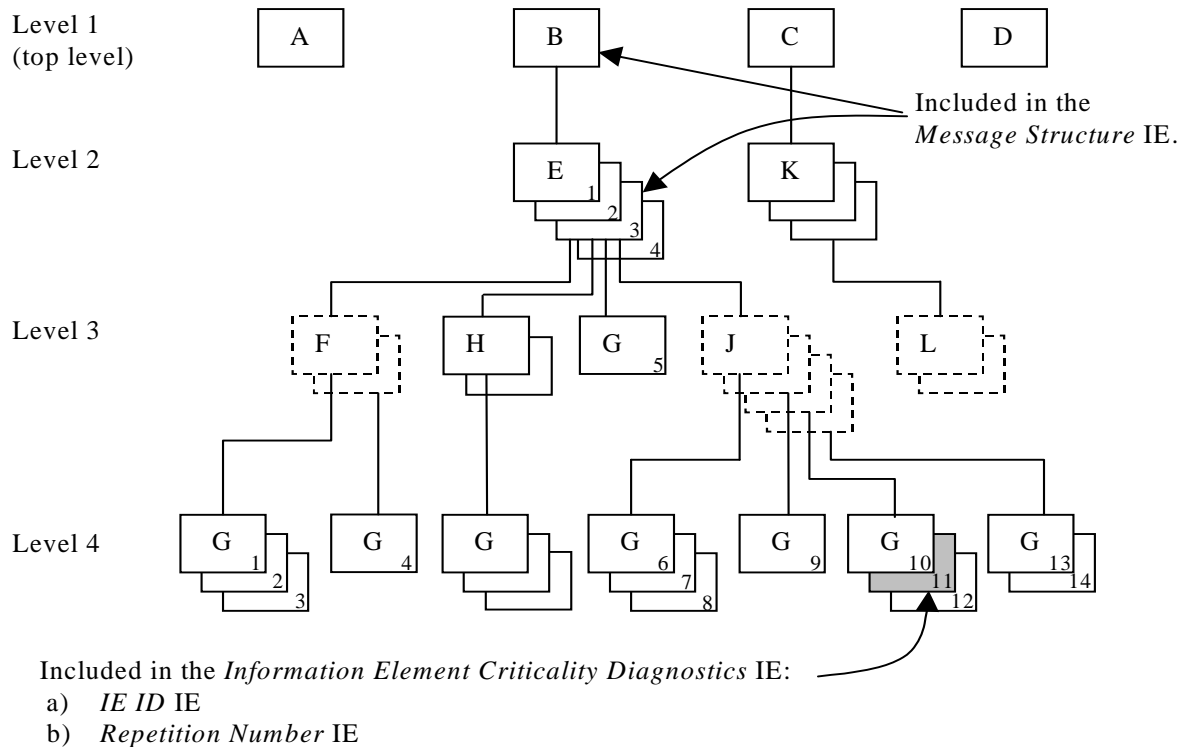 Level 1
(top level)
A
B
C
D
Included in the
Message Structure IE.
Level 2
E
1
2
3
4
K
Level 3
F
H
G
5
J
L
Level 4
G
1
2
3
G
4
G
G
6
7
8
G
9
G
10
11
12
G
13
14
Included in the Information Element Criticality Diagnostics IE:
a) IE ID IE
b) Repetition Number IE